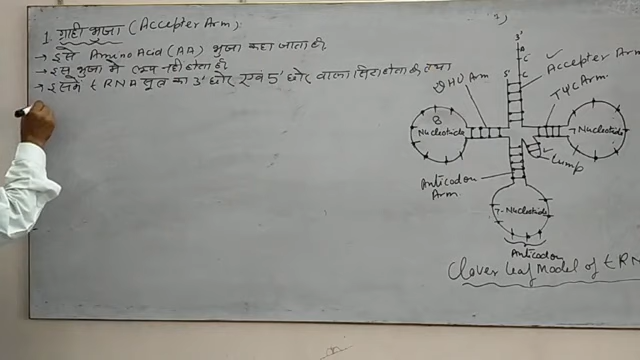 1. ग्राही भुजा (Accepter Arm):
→ इसे Amino Acid (AA) भुजा कहा जाता है।
→ इस भुजा में लूप नहीं होता है।
→ इसमें tRNA सूत्र का 3' छोर एवं 5' छोर वाला सिरा होता है तथा
3'
A
C
C
5'
Accepter Arm
DHU Arm
TΨC Arm.
8
Nucleotide
7 Nucleotide
Lump
Anticodon
Arm.
7-Nucleotide
Anticodon
Clover Leaf Model of tRN